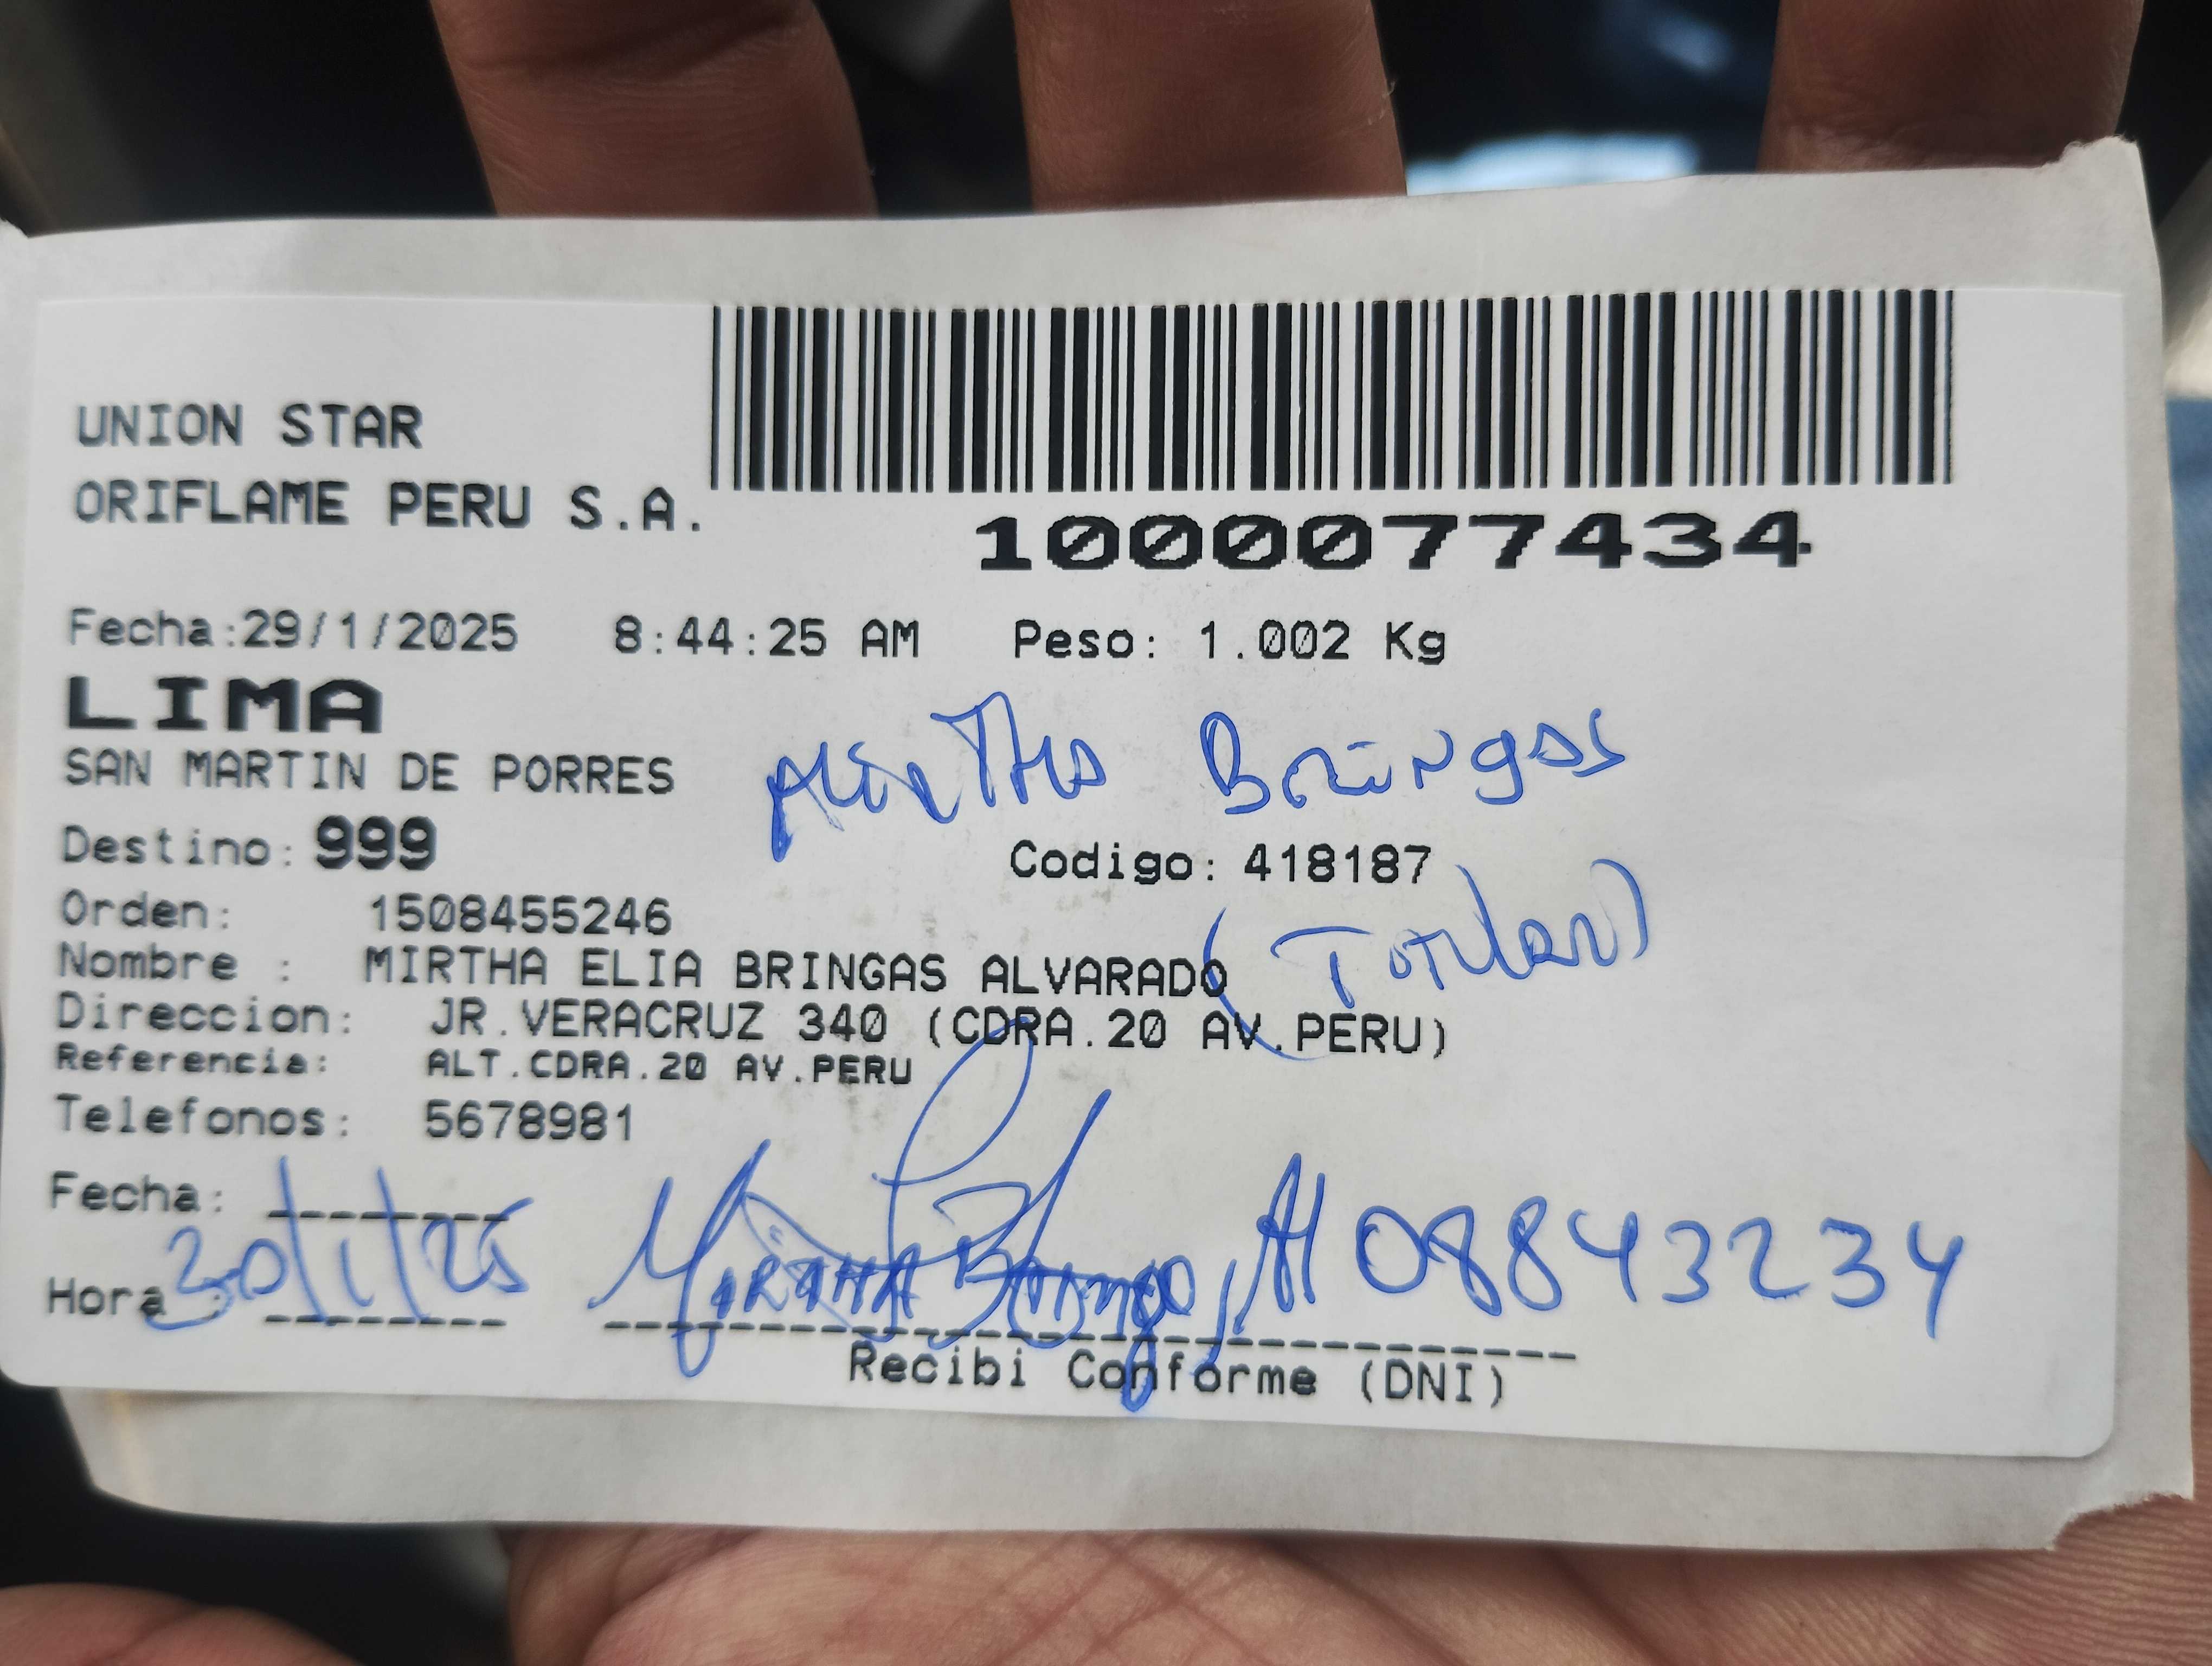 UNION STAR
ORIFLAME PERU S.A.
1000077434
Fecha:29/1/2025 8:44:25 AM Peso: 1.002 Kg
LIMA
SAN MARTIN DE PORRES
Mirtha Bringas
Destino: 999 Codigo: 418187
(Titular)
Orden: 1508455246
Nombre : MIRTHA ELIA BRINGAS ALVARADO
Direccion: JR.VERACRUZ 340 (CDRA.20 AV.PERU)
Referencia: ALT.CDRA.20 AV.PERU
Telefonos: 5678981
Fecha:
30/1/25 08843234
Hora :
Recibi Conforme (DNI)